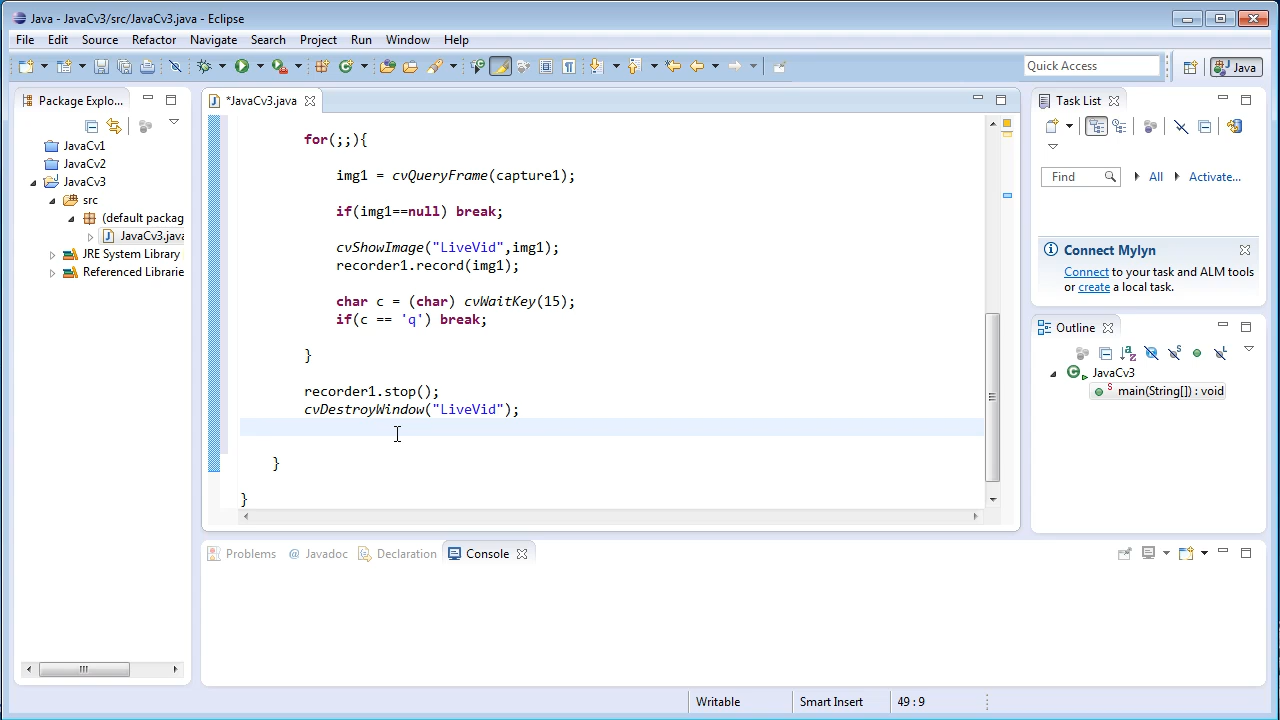 Java - JavaCv3/src/JavaCv3.java - Eclipse
File Edit Source Refactor Navigate Search Project Run Window Help
Quick Access
Java
Package Explo...
JavaCv1
JavaCv2
JavaCv3
src
(default packag
JavaCv3.java
JRE System Library
Referenced Librarie
*JavaCv3.java
for(;;){
img1 = cvQueryFrame(capture1);
if(img1==null) break;
cvShowImage("LiveVid",img1);
recorder1.record(img1);
char c = (char) cvWaitKey(15);
if(c == 'q') break;
}
recorder1.stop();
cvDestroyWindow("LiveVid");
}
}
Task List
Find
All
Activate...
Connect Mylyn
Connect to your task and ALM tools
or create a local task.
Outline
JavaCv3
main(String[]) : void
Problems @ Javadoc Declaration Console
Writable Smart Insert 49 : 9